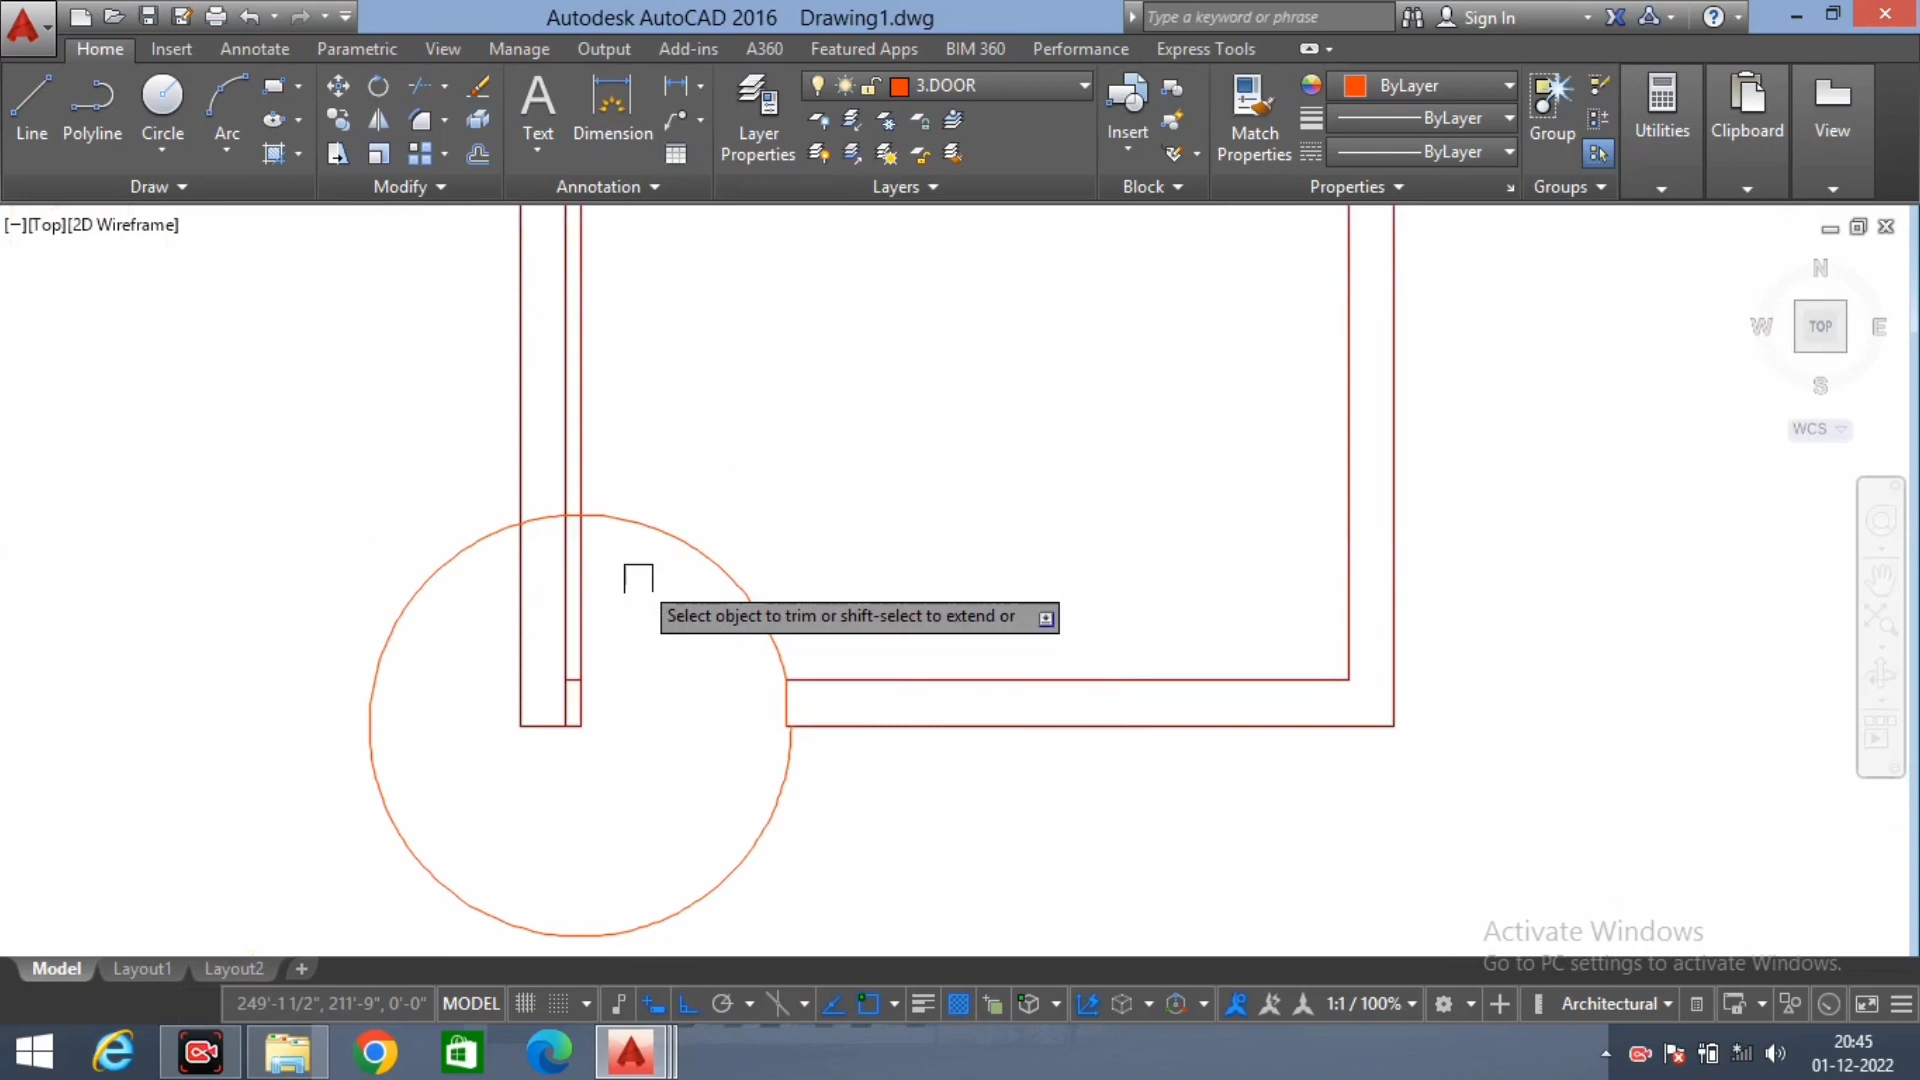 Autodesk AutoCAD 2016 Drawing1.dwg
Type a keyword or phrase
Sign In
Home Insert Annotate Parametric View Manage Output Add-ins A360 Featured Apps BIM 360 Performance Express Tools
Line Polyline Circle Arc
Text Dimension
Layer Properties
3.DOOR
Insert
Match Properties
ByLayer
ByLayer
ByLayer
Group
Utilities
Clipboard
View
Draw Modify Annotation Layers Block Properties Groups
[−][Top][2D Wireframe]
N
W TOP E
S
WCS
Select object to trim or shift-select to extend or
Activate Windows
Go to PC settings to activate Windows.
Model Layout1 Layout2
249'-1 1/2", 211'-9", 0'-0" MODEL 1:1 / 100% Architectural
20:45
01-12-2022